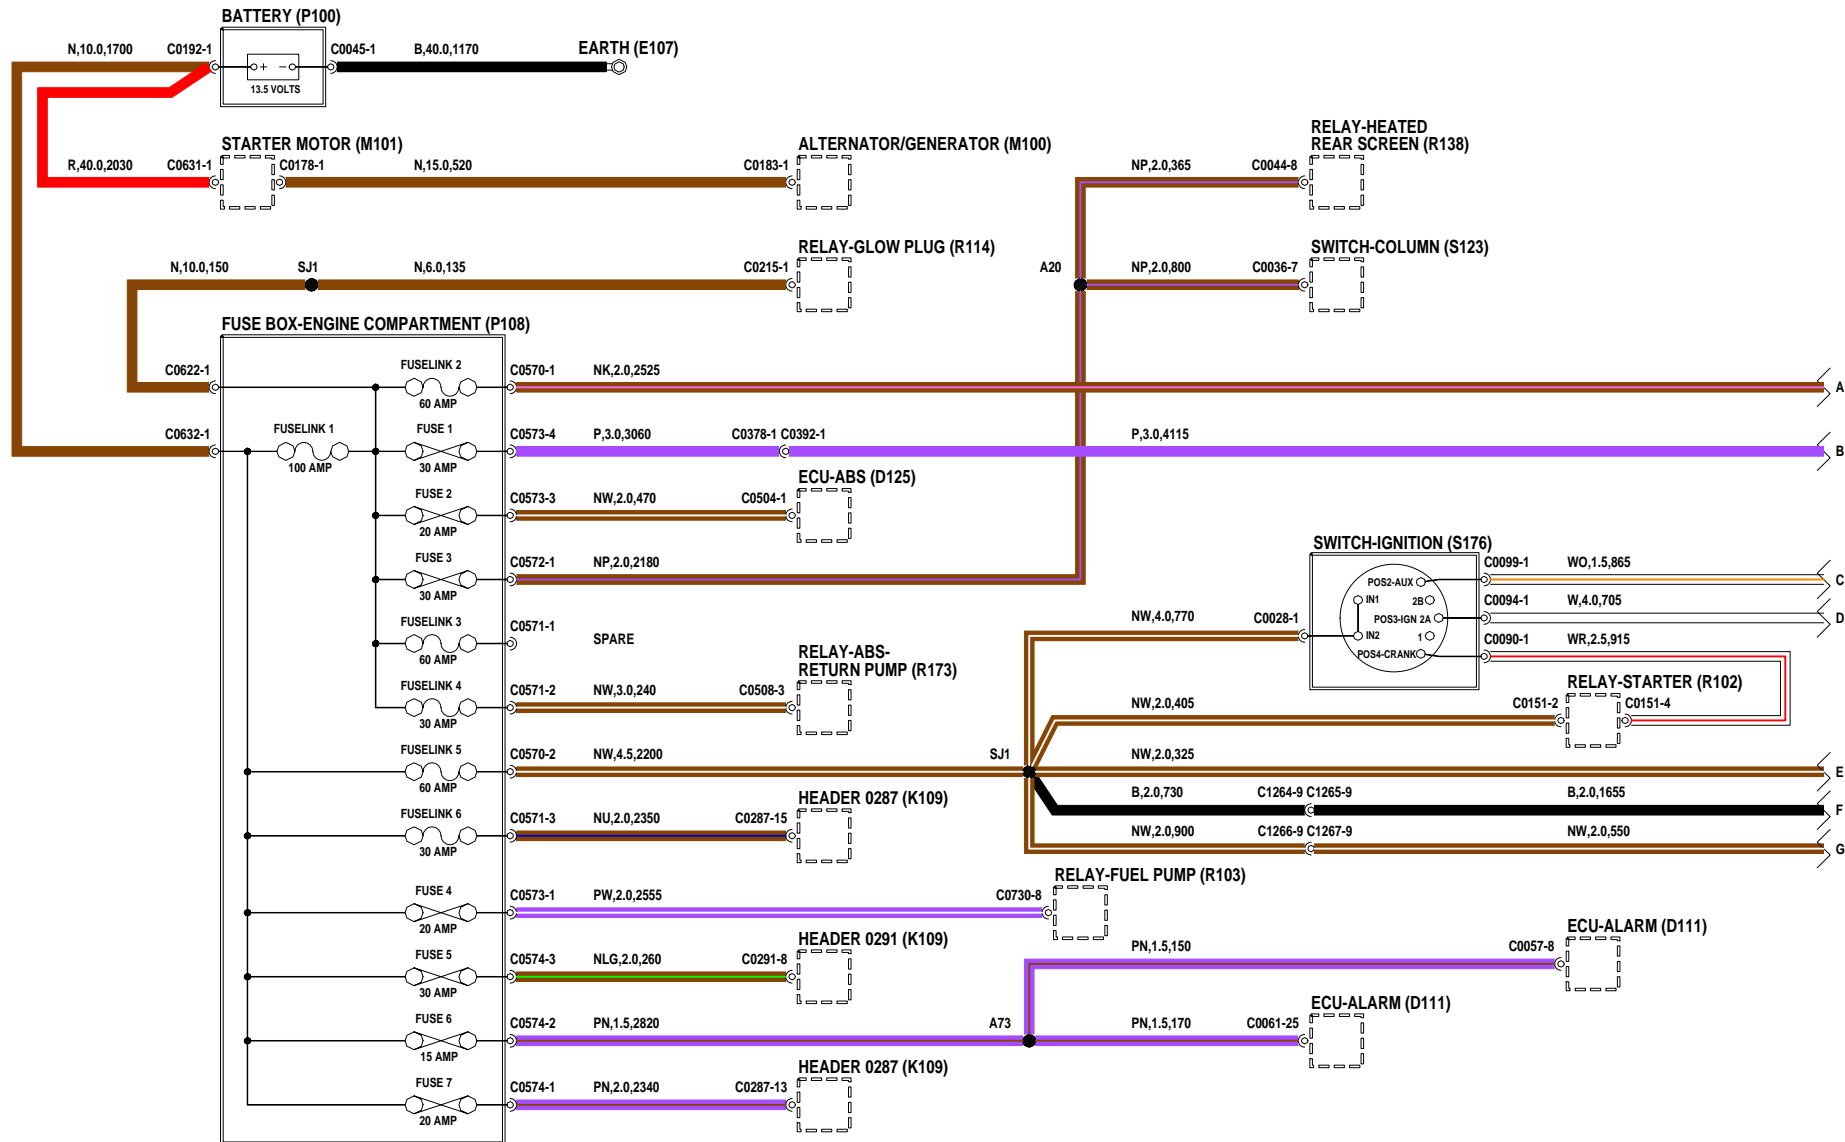 BATTERY (P100)
N,10.0,1700 C0192-1 C0045-1 B,40.0,1170 EARTH (E107)
+ −
13.5 VOLTS
RELAY-HEATED
REAR SCREEN (R138)
STARTER MOTOR (M101) ALTERNATOR/GENERATOR (M100)
R,40.0,2030 C0631-1 C0178-1 N,15.0,520 C0183-1 NP,2.0,365 C0044-8
RELAY-GLOW PLUG (R114) SWITCH-COLUMN (S123)
N,10.0,150 SJ1 N,6.0,135 C0215-1 A20 NP,2.0,800 C0036-7
FUSE BOX-ENGINE COMPARTMENT (P108)
FUSELINK 2
C0622-1 C0570-1 NK,2.0,2525
A
60 AMP
FUSELINK 1 FUSE 1
C0632-1 C0573-4 P,3.0,3060 C0378-1 C0392-1 P,3.0,4115
B
100 AMP 30 AMP
ECU-ABS (D125)
FUSE 2
C0573-3 NW,2.0,470 C0504-1
20 AMP
SWITCH-IGNITION (S176)
FUSE 3
C0572-1 NP,2.0,2180 C0099-1 WO,1.5,865
30 AMP POS2-AUX C
IN1 2B C0094-1 W,4.0,705
FUSELINK 3 NW,4.0,770 C0028-1 POS3-IGN 2A D
C0571-1 SPARE IN2 1 C0090-1 WR,2.5,915
60 AMP POS4-CRANK
RELAY-ABS-
RETURN PUMP (R173)
FUSELINK 4 RELAY-STARTER (R102)
C0571-2 NW,3.0,240 C0508-3 NW,2.0,405 C0151-2 C0151-4
30 AMP
FUSELINK 5
C0570-2 NW,4.5,2200 SJ1 NW,2.0,325
E
60 AMP
HEADER 0287 (K109) B,2.0,730 C1264-9 C1265-9 B,2.0,1655
F
FUSELINK 6
C0571-3 NU,2.0,2350 C0287-15 NW,2.0,900 C1266-9 C1267-9 NW,2.0,550
G
30 AMP
RELAY-FUEL PUMP (R103)
FUSE 4
C0573-1 PW,2.0,2555 C0730-8
20 AMP
HEADER 0291 (K109) ECU-ALARM (D111)
FUSE 5
C0574-3 NLG,2.0,260 C0291-8 PN,1.5,150 C0057-8
30 AMP
ECU-ALARM (D111)
FUSE 6
C0574-2 PN,1.5,2820 A73 PN,1.5,170 C0061-25
15 AMP
HEADER 0287 (K109)
FUSE 7
C0574-1 PN,2.0,2340 C0287-13
20 AMP